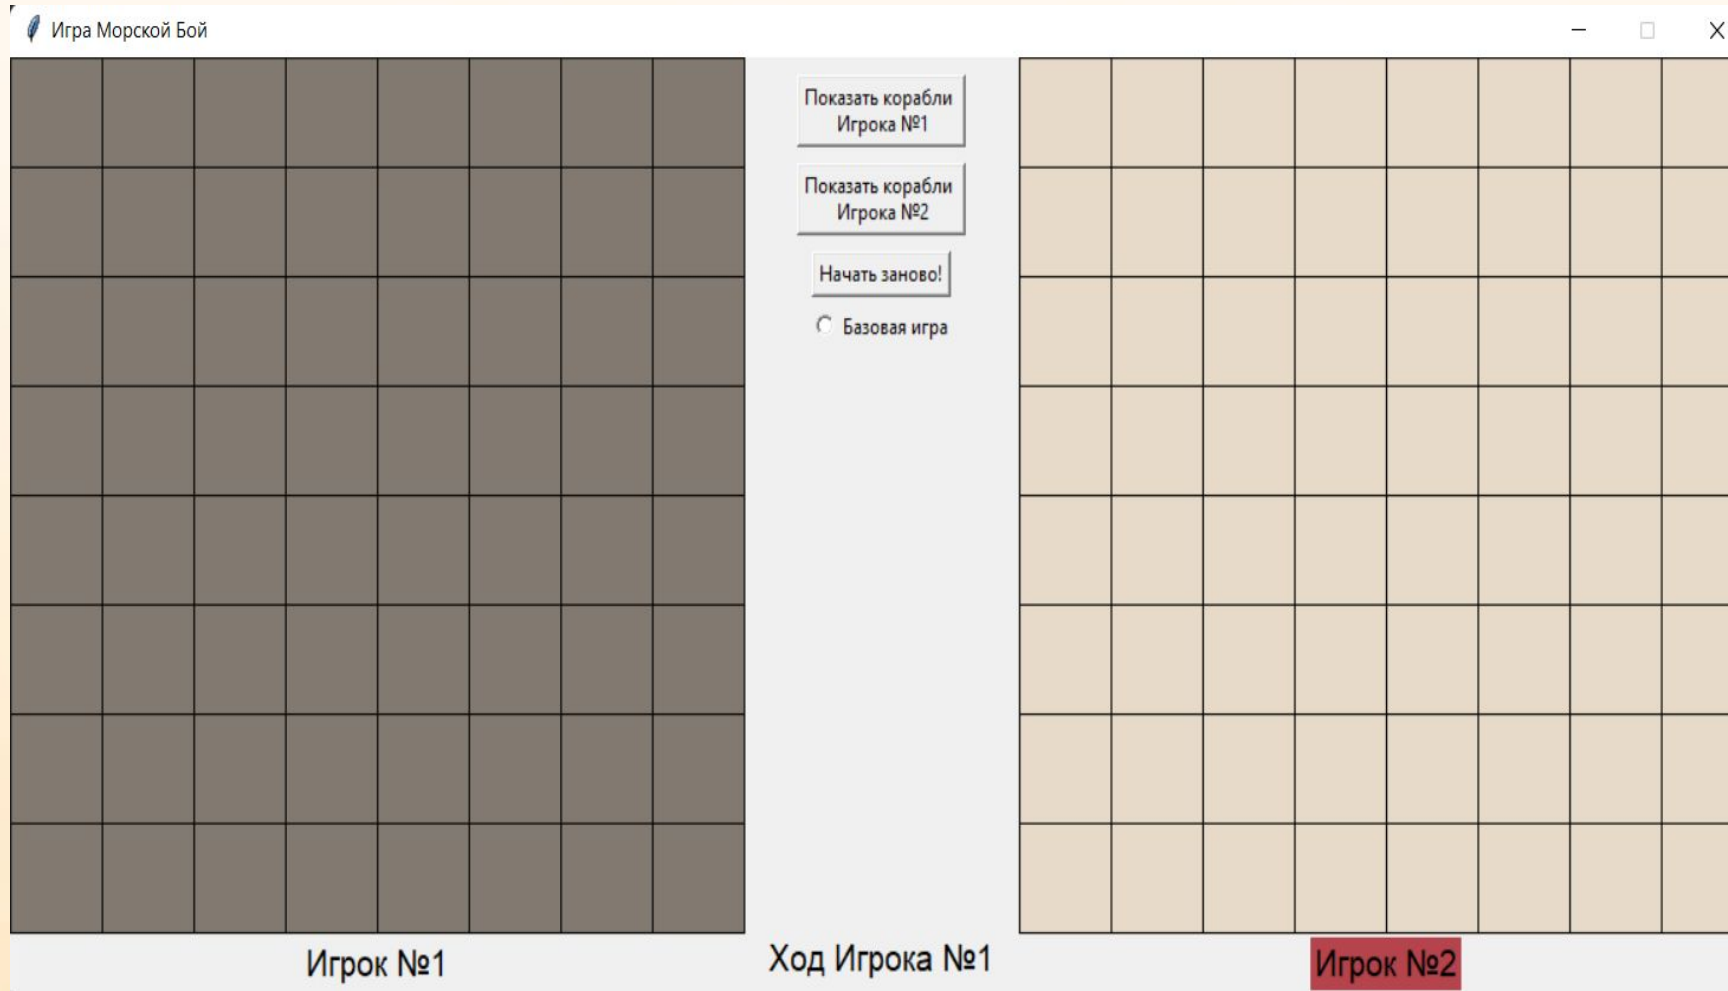 Игра Морской Бой
Показать корабли
Игрока №1
Показать корабли
Игрока №2
Начать заново!
Базовая игра
Игрок №1
Ход Игрока №1
Игрок №2